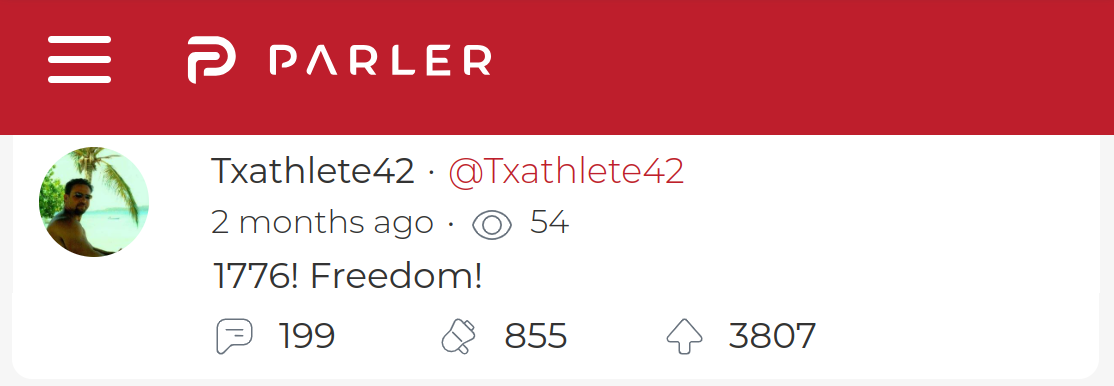 PARLER
Txathlete42 · @Txathlete42
2 months ago · 54
1776! Freedom!
199 855 3807